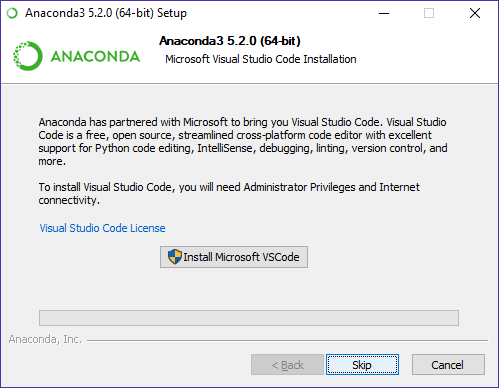 Anaconda3 5.2.0 (64-bit) Setup
ANACONDA
Anaconda3 5.2.0 (64-bit)
Microsoft Visual Studio Code Installation
Anaconda has partnered with Microsoft to bring you Visual Studio Code. Visual Studio
Code is a free, open source, streamlined cross-platform code editor with excellent
support for Python code editing, IntelliSense, debugging, linting, version control, and
more.
To install Visual Studio Code, you will need Administrator Privileges and Internet
connectivity.
Visual Studio Code License
Install Microsoft VSCode
Anaconda, Inc.
< Back
Skip
Cancel